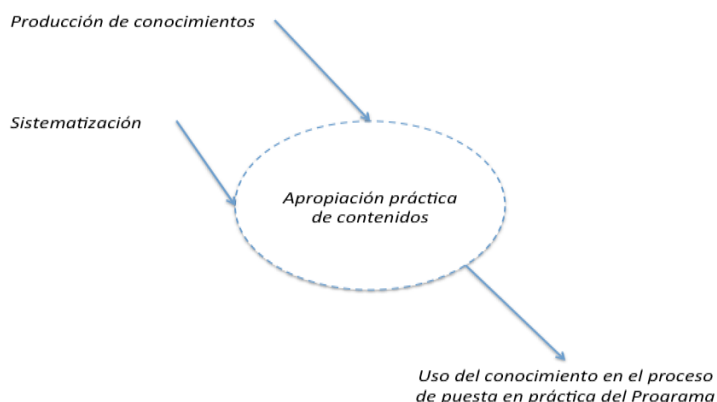 Producción de conocimientos
Sistematización
Apropiación práctica
de contenidos
Uso del conocimiento en el proceso
de puesta en práctica del Programa